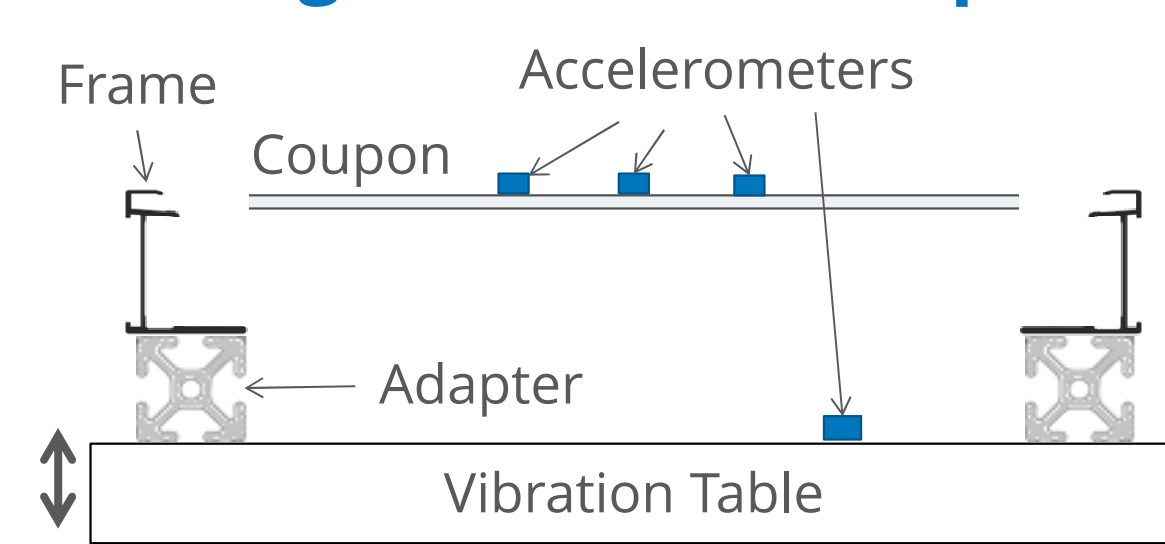 Frame
Accelerometers
Coupon
Adapter
Vibration Table